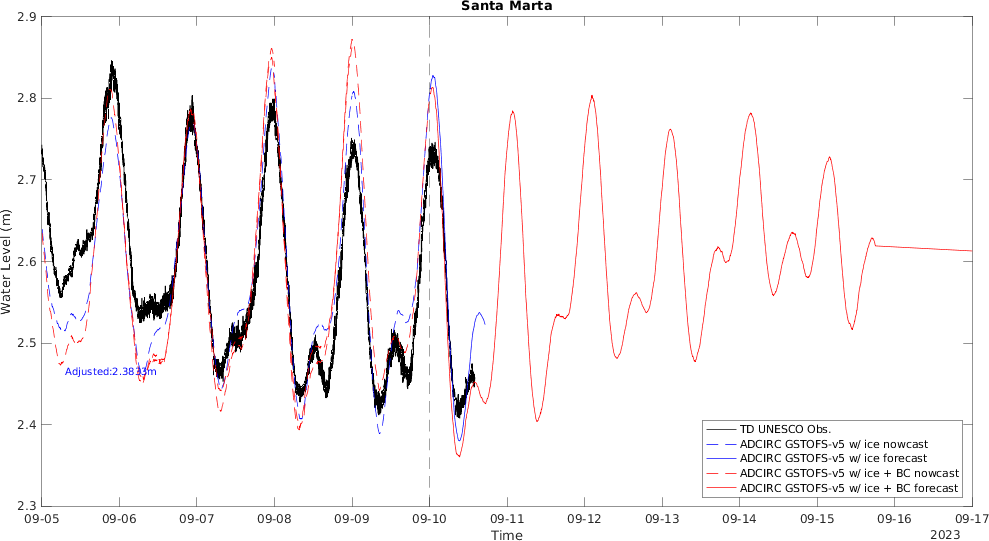 Santa Marta
2.9
2.8
2.7
2.6
2.5
2.4
2.3
Water Level (m)
Adjusted:2.3833m
TD UNESCO Obs.
ADCIRC GSTOFS-v5 w/ ice nowcast
ADCIRC GSTOFS-v5 w/ ice forecast
ADCIRC GSTOFS-v5 w/ ice + BC nowcast
ADCIRC GSTOFS-v5 w/ ice + BC forecast
09-05 09-06 09-07 09-08 09-09 09-10 09-11 09-12 09-13 09-14 09-15 09-16 09-17
Time
2023